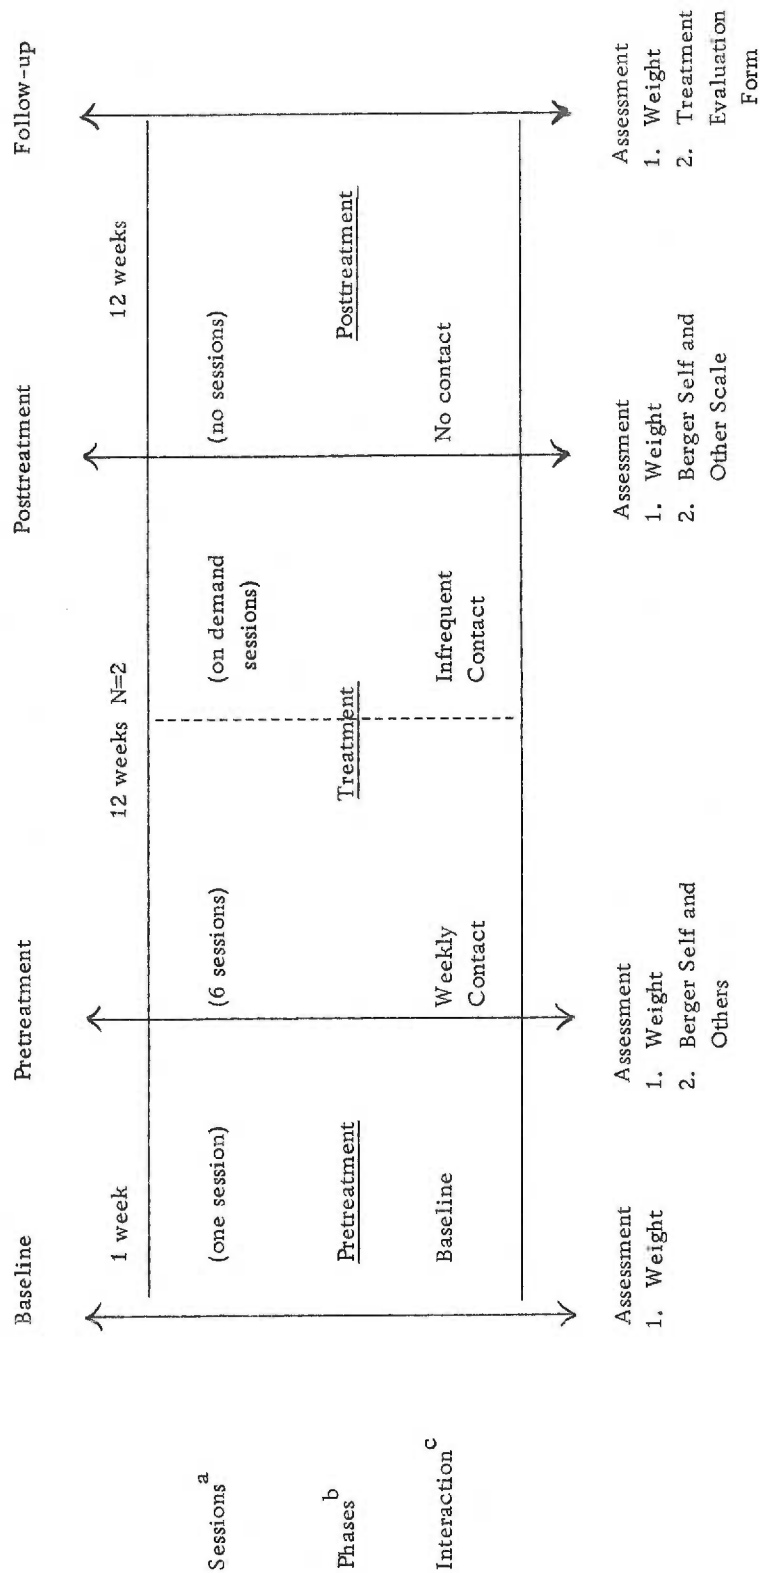 Baseline Pretreatment Posttreatment Follow-up
1 week 12 weeks N=2 12 weeks
Sessions^a (one session) (6 sessions) (on demand (no sessions)
sessions)
Phases^b Pretreatment Treatment Posttreatment
Interaction^c Baseline Weekly Infrequent No contact
Contact Contact
Assessment Assessment Assessment Assessment
1. Weight 1. Weight 1. Weight 1. Weight
2. Berger Self and 2. Berger Self and 2. Treatment
Others Other Scale Evaluation
Form